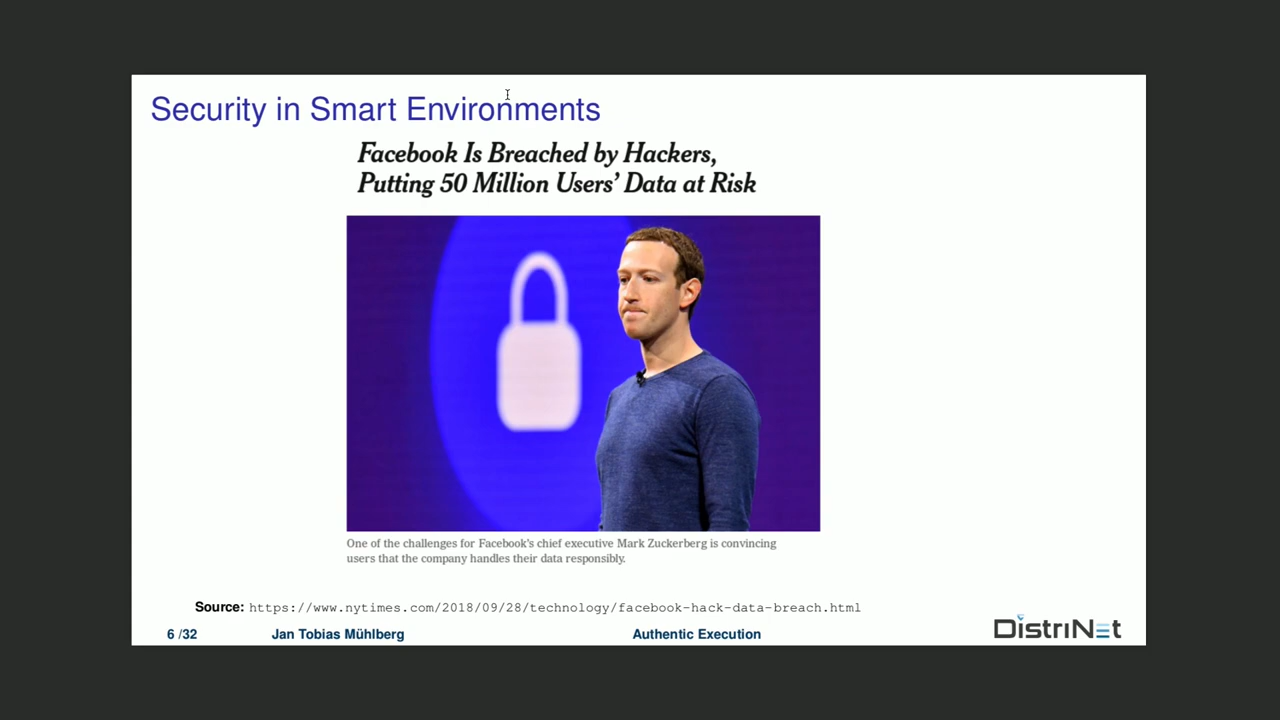 Security in Smart Environments
Facebook Is Breached by Hackers,
Putting 50 Million Users’ Data at Risk
One of the challenges for Facebook's chief executive Mark Zuckerberg is convincing
users that the company handles their data responsibly.
Source: https://www.nytimes.com/2018/09/28/technology/facebook-hack-data-breach.html
6 /32 Jan Tobias Mühlberg Authentic Execution DistriNet